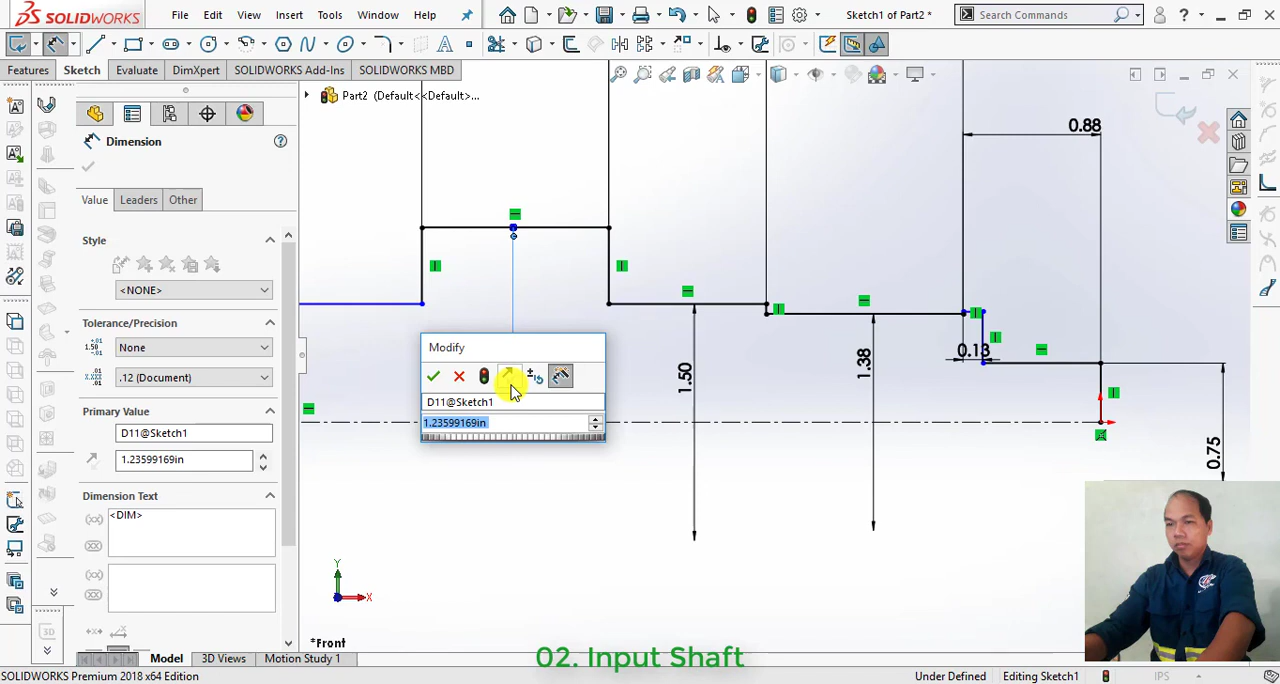 SOLIDWORKS
File
Edit
View
Insert
Tools
Window
Help
Sketch1 of Part2 *
Search Commands
Features
Sketch
Evaluate
DimXpert
SOLIDWORKS Add-Ins
SOLIDWORKS MBD
Part2 (Default<<Default>...
Dimension
Value
Leaders
Other
Style
<NONE>
Tolerance/Precision
None
.12 (Document)
Primary Value
D11@Sketch1
1.23599169in
Dimension Text
<DIM>
Modify
D11@Sketch1
1.23599169in
0.88
0.13
1.50
1.38
0.75
Y
X
*Front
Model
3D Views
Motion Study 1
02. Input Shaft
SOLIDWORKS Premium 2018 x64 Edition
Under Defined
Editing Sketch1
IPS